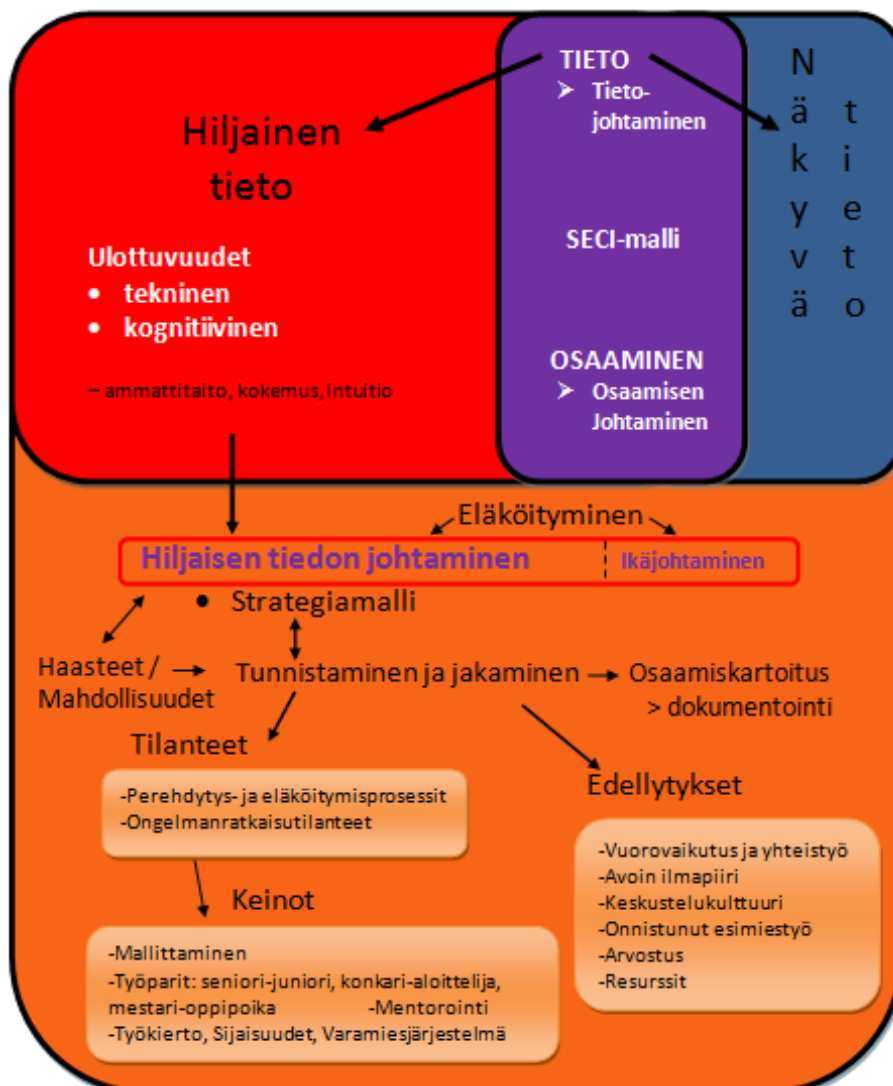 TIETO
➤ Tieto-
johtaminen
SECI-malli
OSAAMINEN
➤ Osaamisen
Johtaminen
Hiljainen
tieto
Ulottuvuudet
• tekninen
• kognitiivinen
– ammattitaito, kokemus, intuitio
Näkyvä
tieto
Eläköityminen
Hiljaisen tiedon johtaminen
Ikäjohtaminen
• Strategiamalli
Haasteet /
Mahdollisuudet
Tunnistaminen ja jakaminen
Osaamiskartoitus
> dokumentointi
Tilanteet
-Perehdytys- ja eläköitymisprosessit
-Ongelmanratkaisutilanteet
Edellytykset
-Vuorovaikutus ja yhteistyö
-Avoin ilmapiiri
-Keskustelukulttuuri
-Onnistunut esimiestyö
-Arvostus
-Resurssit
Keinot
-Mallittaminen
-Työparit: seniori-juniori, konkari-aloittelija,
mestari-oppipoika -Mentorointi
-Työkierto, Sijaisuudet, Varamiesjärjestelmä